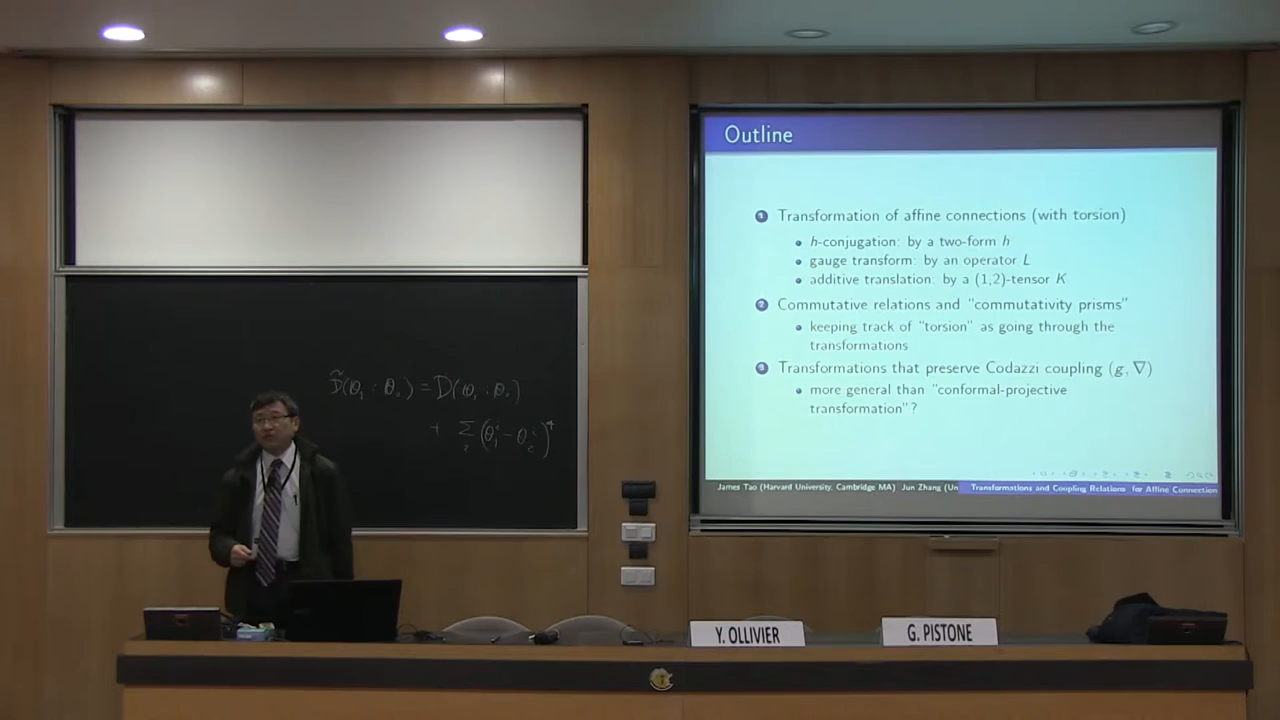 D̃(θ₁ : θ₂) = D(θ₁ : θ₂)
+ Σ (θ₁ⁱ − θ₂ⁱ)⁴
Outline
1 Transformation of affine connections (with torsion)
• h-conjugation: by a two-form h
• gauge transform: by an operator L
• additive translation: by a (1,2)-tensor K
2 Commutative relations and “commutativity prisms”
• keeping track of “torsion” as going through the
transformations
3 Transformations that preserve Codazzi coupling (g, ∇)
• more general than “conformal-projective
transformation”?
James Tao (Harvard University, Cambridge MA) Jun Zhang (Un
Transformations and Coupling Relations for Affine Connection
Y. OLLIVIER
G. PISTONE